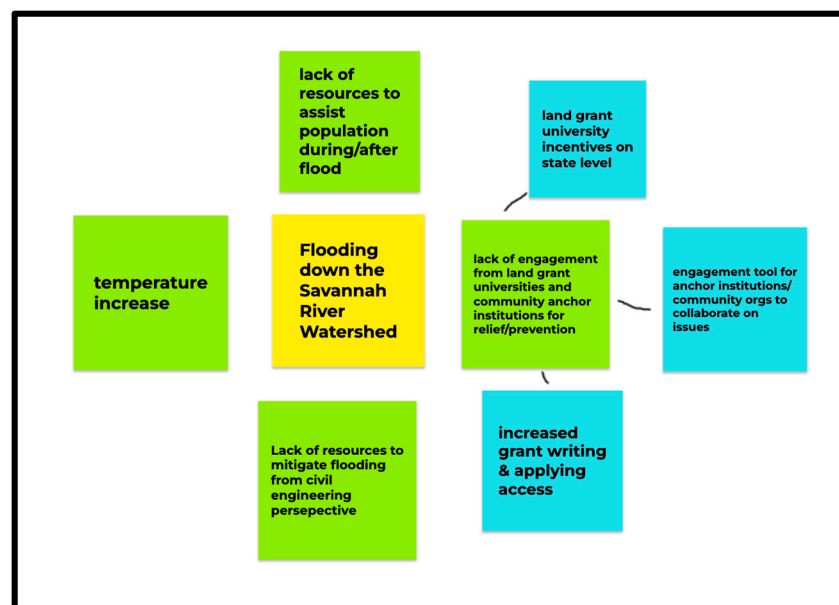 lack of
resources to
assist
population
during/after
flood
land grant
university
incentives on
state level
temperature
increase
Flooding
down the
Savannah
River
Watershed
lack of engagement
from land grant
universities and
community anchor
institutions for
relief/prevention
engagement tool for
anchor institutions/
community orgs to
collaborate on
issues
Lack of resources to
mitigate flooding
from civil
engineering
persepective
increased
grant writing
& applying
access